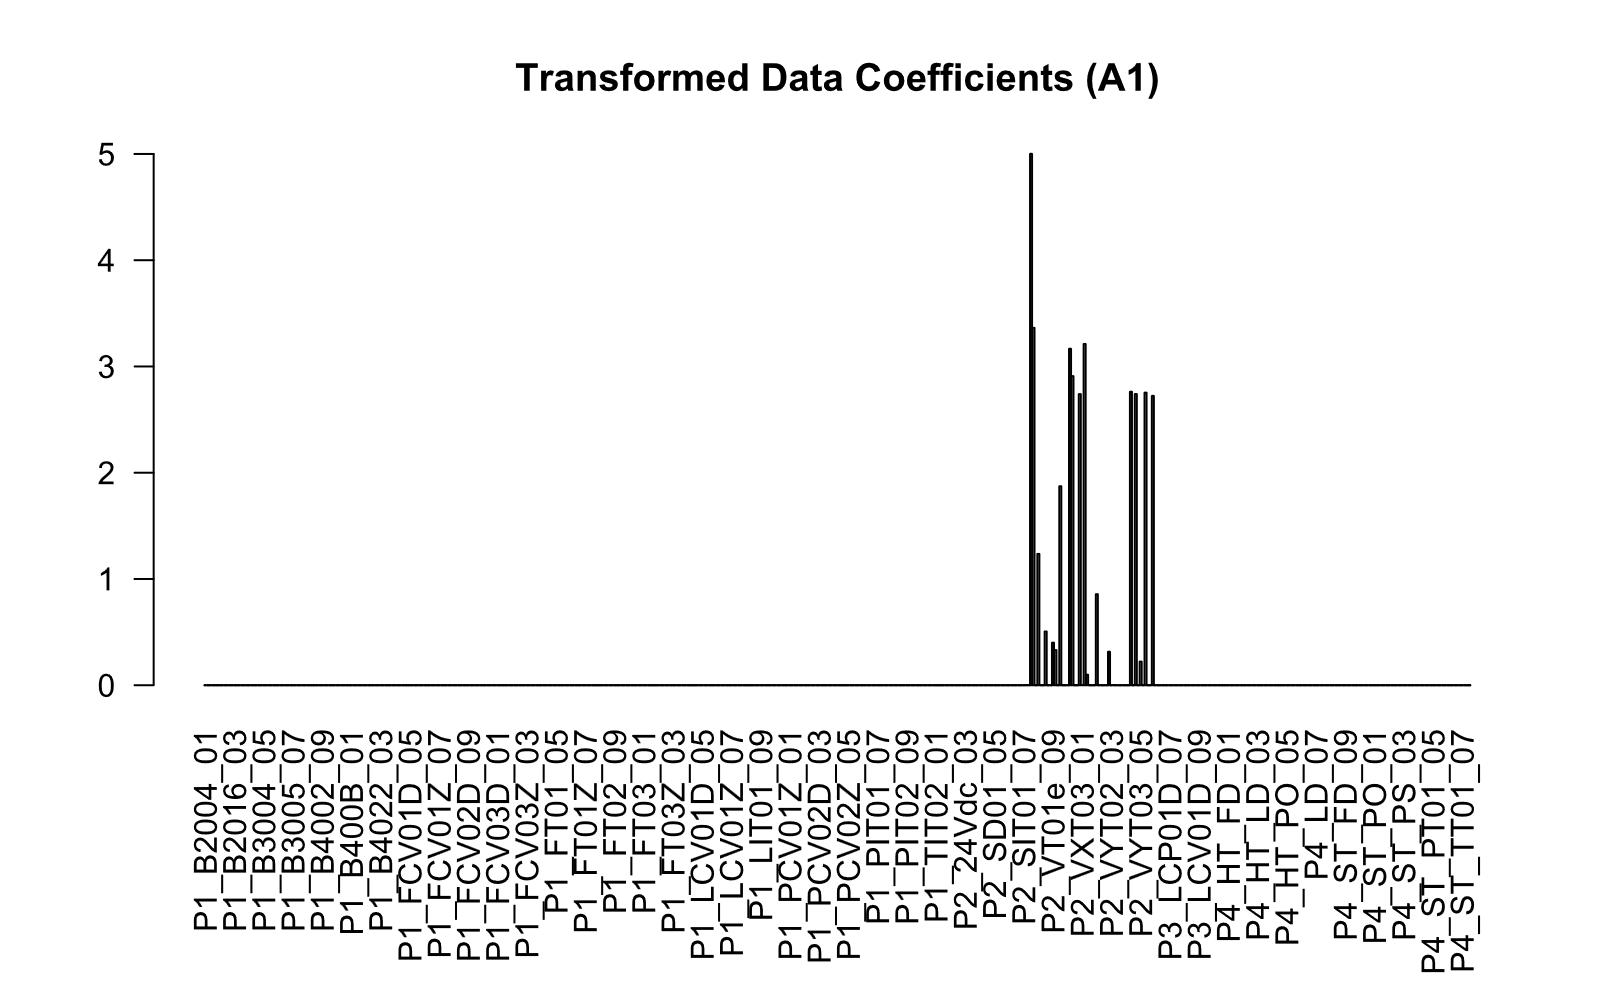 Transformed Data Coefficients (A1)
5
4
3
2
1
0
P1_B2004_01
P1_B2016_03
P1_B3004_05
P1_B3005_07
P1_B4002_09
P1_B400B_01
P1_B4022_03
P1_FCV01D_05
P1_FCV01Z_07
P1_FCV02D_09
P1_FCV03D_01
P1_FCV03Z_03
P1_FT01_05
P1_FT01Z_07
P1_FT02_09
P1_FT03_01
P1_FT03Z_03
P1_LCV01D_05
P1_LCV01Z_07
P1_LIT01_09
P1_PCV01Z_01
P1_PCV02D_03
P1_PCV02Z_05
P1_PIT01_07
P1_PIT02_09
P1_TIT02_01
P2_24Vdc_03
P2_SD01_05
P2_SIT01_07
P2_VT01e_09
P2_VXT03_01
P2_VYT02_03
P2_VYT03_05
P3_LCP01D_07
P3_LCV01D_09
P4_HT_FD_01
P4_HT_LD_03
P4_HT_PO_05
P4_LD_07
P4_ST_FD_09
P4_ST_PO_01
P4_ST_PS_03
P4_ST_PT01_05
P4_ST_TT01_07